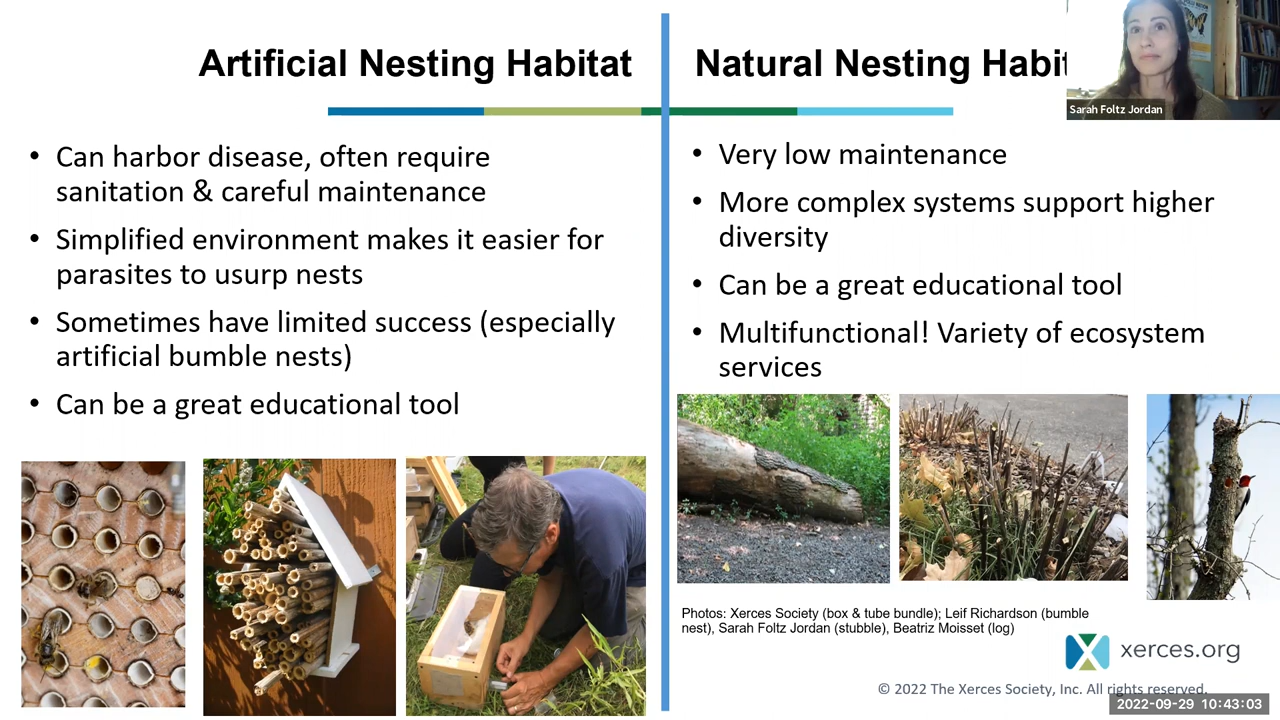 Artificial Nesting Habitat
• Can harbor disease, often require
sanitation & careful maintenance
• Simplified environment makes it easier for
parasites to usurp nests
• Sometimes have limited success (especially
artificial bumble nests)
• Can be a great educational tool
Natural Nesting Habit
Sarah Foltz Jordan
• Very low maintenance
• More complex systems support higher
diversity
• Can be a great educational tool
• Multifunctional! Variety of ecosystem
services
Photos: Xerces Society (box & tube bundle); Leif Richardson (bumble
nest), Sarah Foltz Jordan (stubble), Beatriz Moisset (log)
xerces.org
© 2022 The Xerces Society, Inc. All rights reserved.
2022-09-29 10:43:03